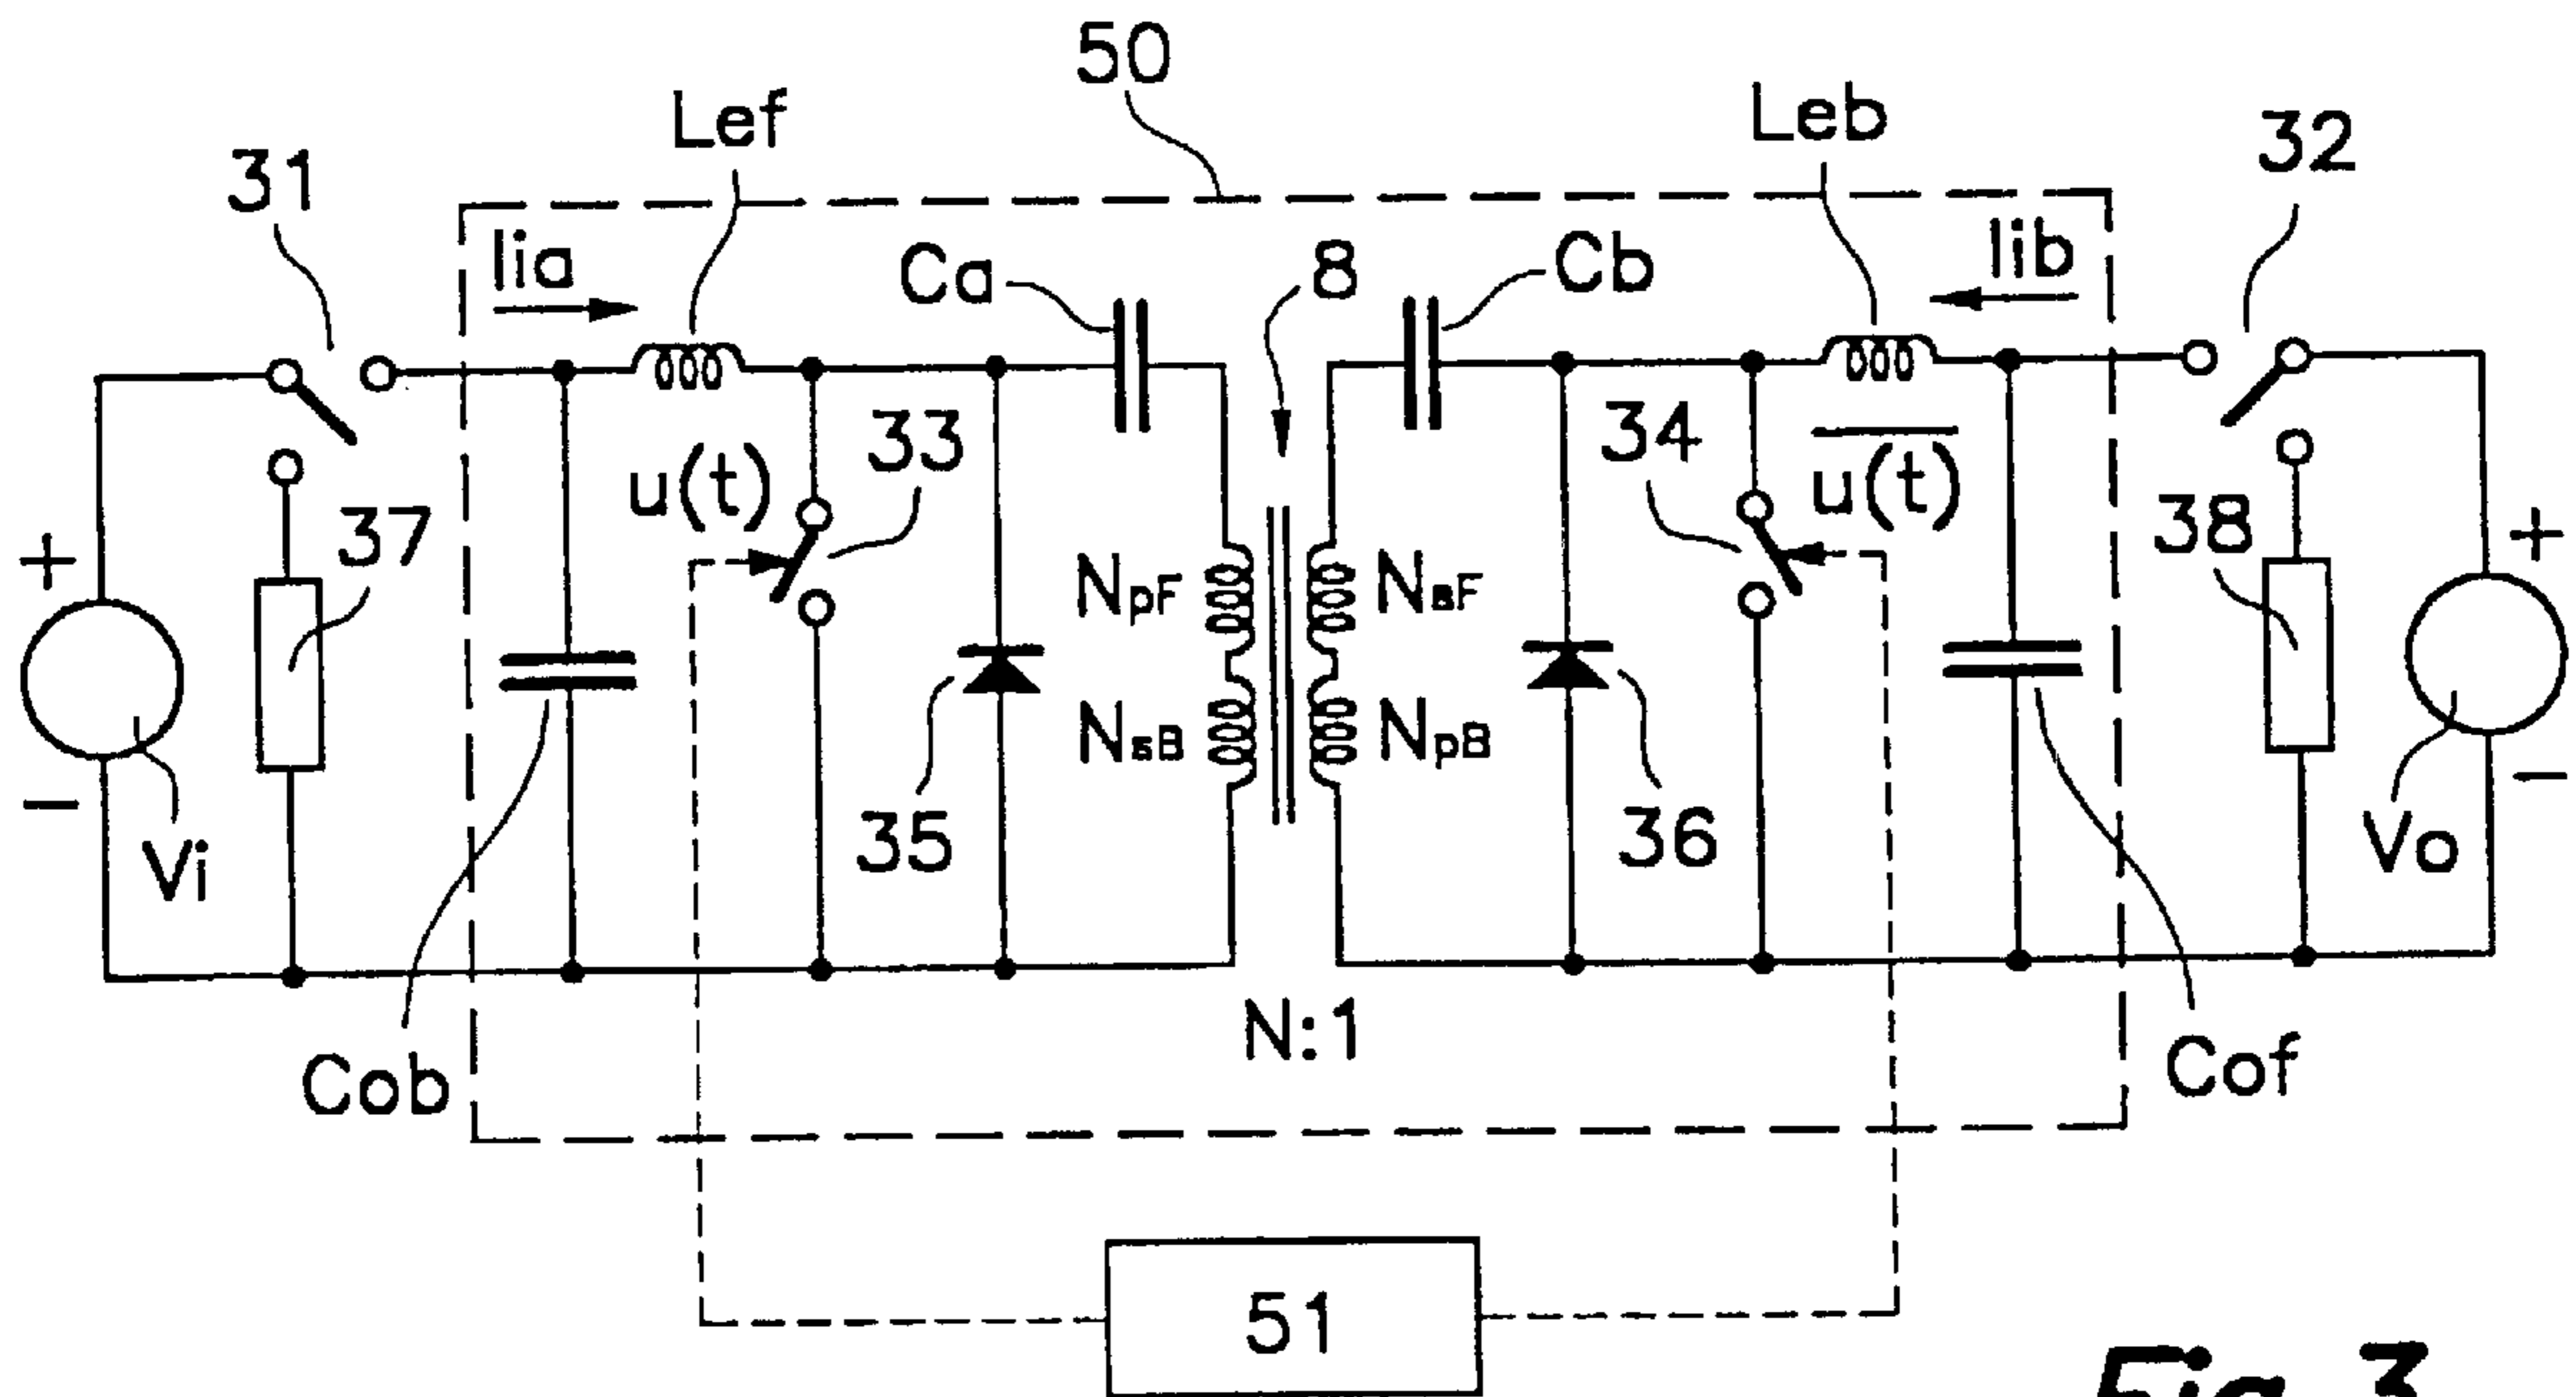 50
Lef
Leb
31
32
Iia
Iib
Ca
8
Cb
u(t)
33
34
u(t)
37
38
+
+
NpF
NsF
NsB
NpB
35
36
−
−
Vi
Vo
N:1
Cob
Cof
51
Fig. 3